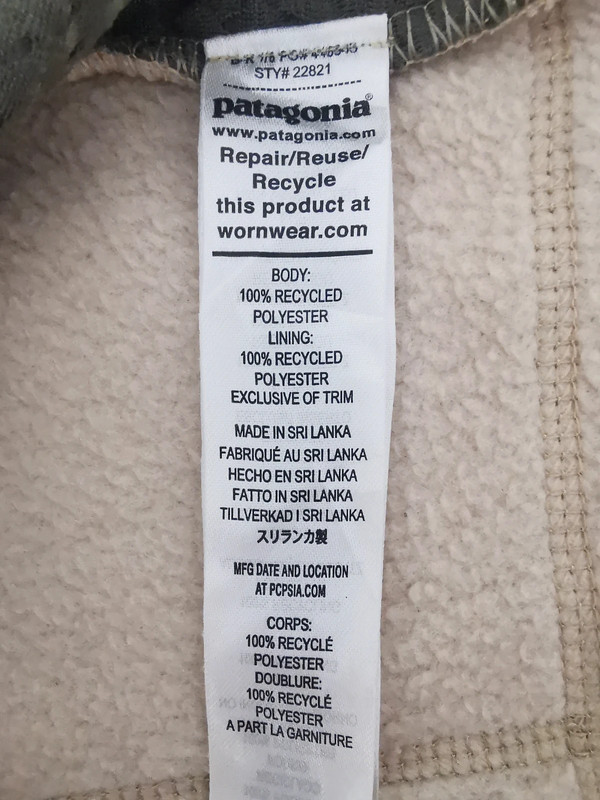 STY# 22821
patagonia®
www.patagonia.com
Repair/Reuse/
Recycle
this product at
wornwear.com
BODY:
100% RECYCLED
POLYESTER
LINING:
100% RECYCLED
POLYESTER
EXCLUSIVE OF TRIM
MADE IN SRI LANKA
FABRIQUÉ AU SRI LANKA
HECHO EN SRI LANKA
FATTO IN SRI LANKA
TILLVERKAD I SRI LANKA
スリランカ製
MFG DATE AND LOCATION
AT PCPSIA.COM
CORPS:
100% RECYCLÉ
POLYESTER
DOUBLURE:
100% RECYCLÉ
POLYESTER
A PART LA GARNITURE